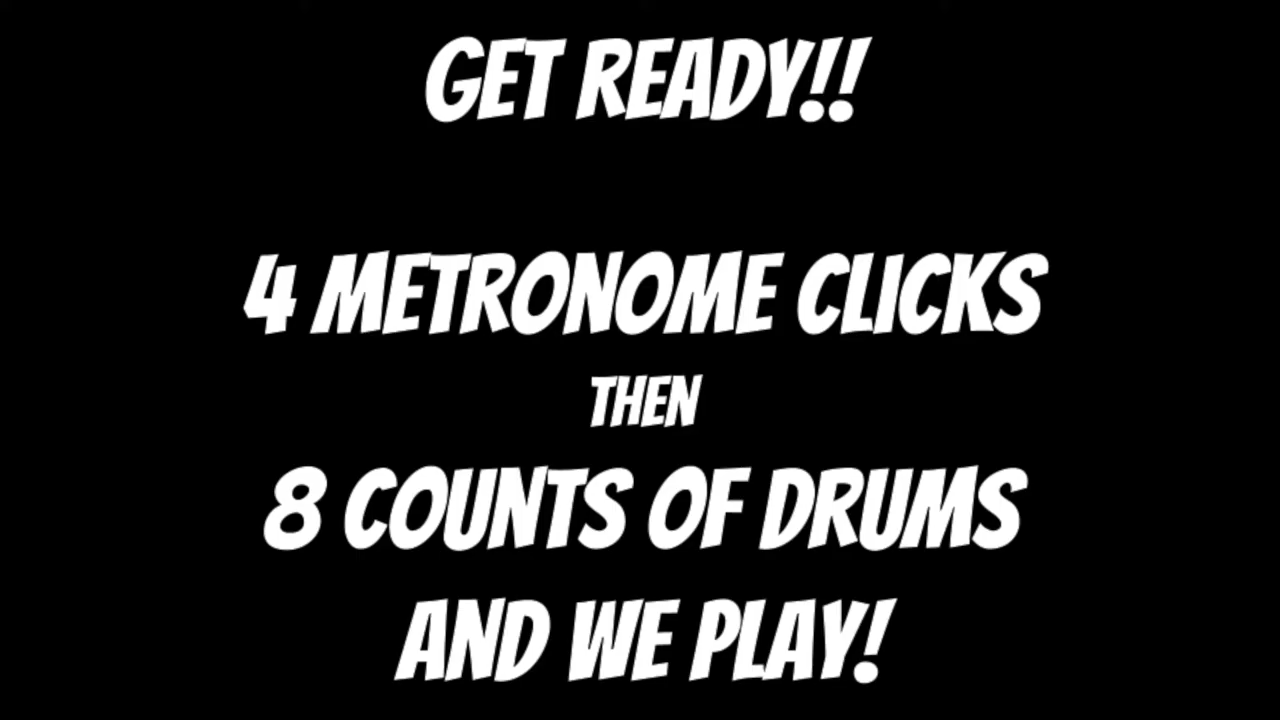 GET READY!!
4 METRONOME CLICKS
THEN
8 COUNTS OF DRUMS
AND WE PLAY!